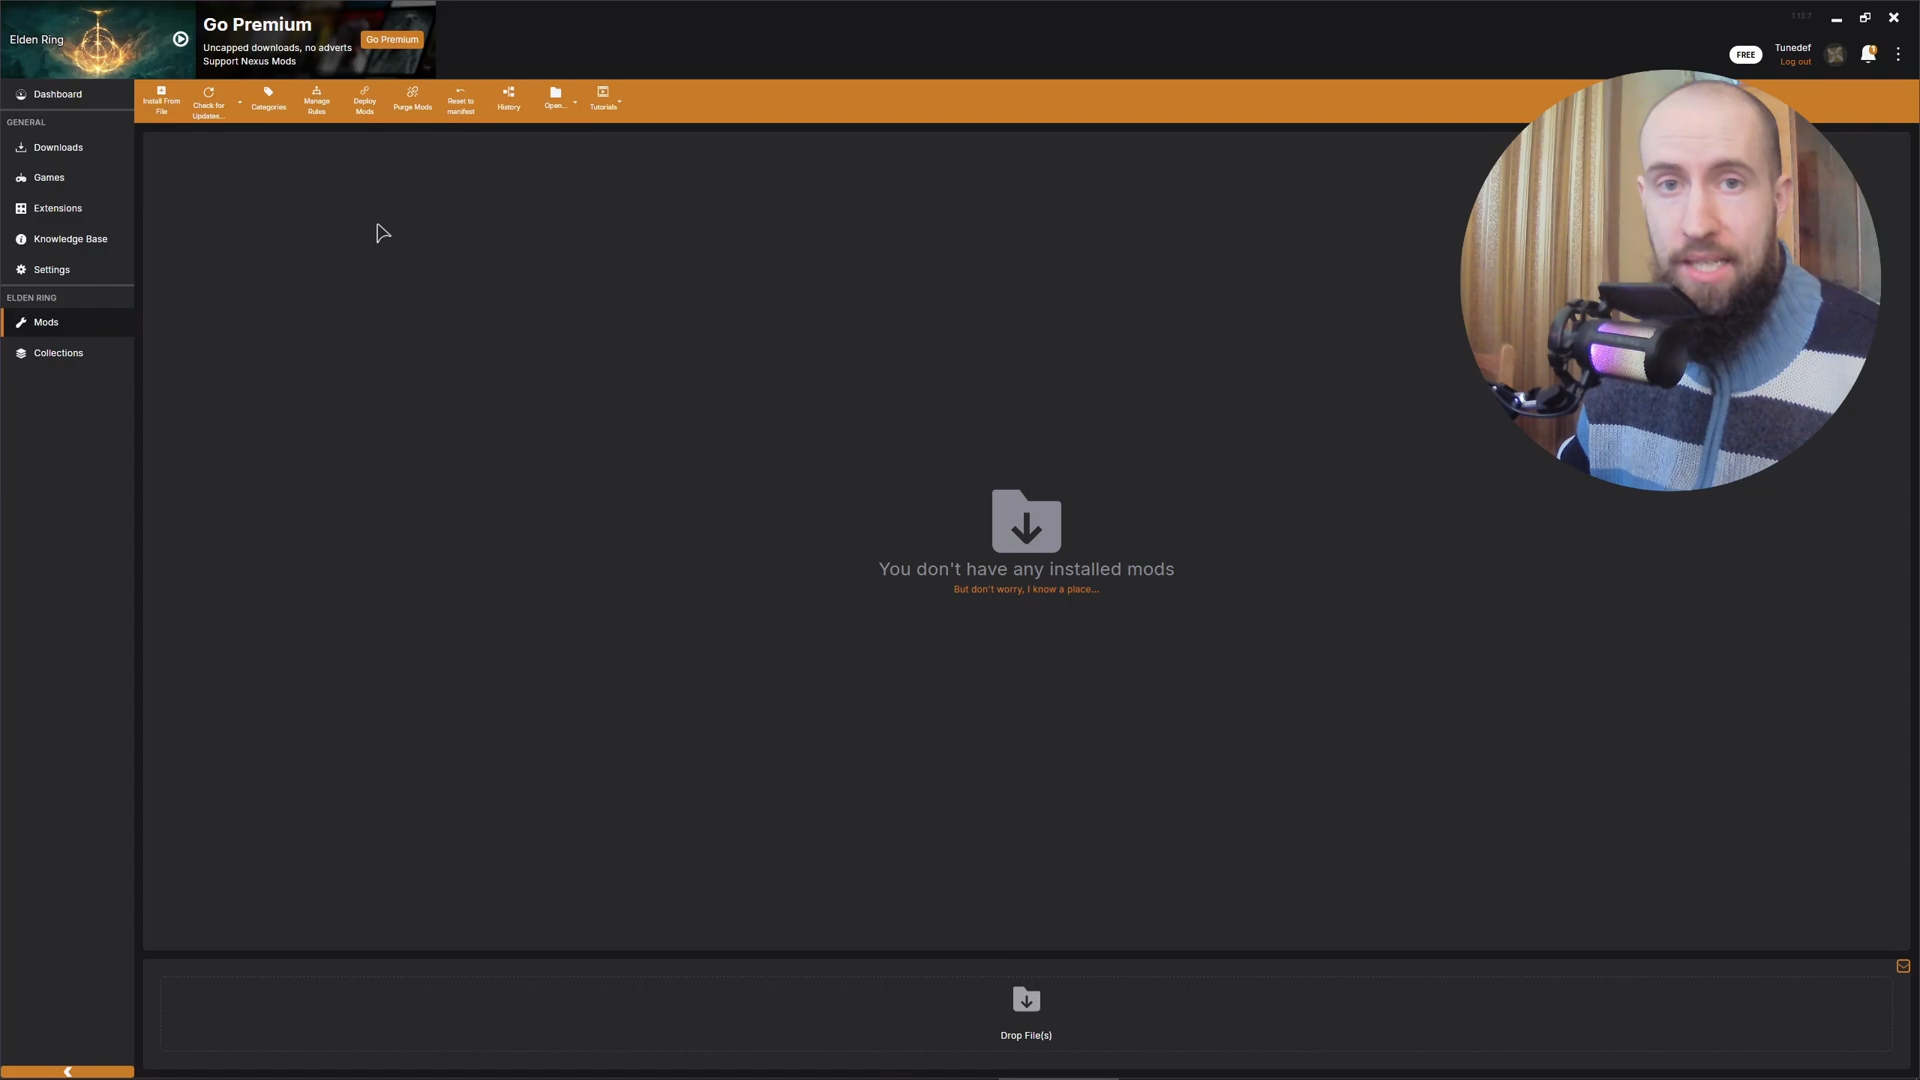 Elden Ring
Go Premium
Uncapped downloads, no adverts
Support Nexus Mods
Go Premium
1.13.7
FREE
Tunedef
Log out
Dashboard
GENERAL
Downloads
Games
Extensions
Knowledge Base
Settings
ELDEN RING
Mods
Collections
Install From
File
Check for
Updates...
Categories
Manage
Rules
Deploy
Mods
Purge Mods
Reset to
manifest
History
Open...
Tutorials
You don't have any installed mods
But don't worry, I know a place...
Drop File(s)